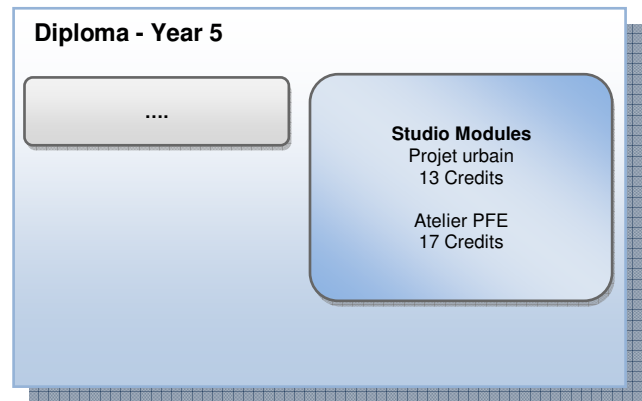 Diploma - Year 5
....
Studio Modules
Projet urbain
13 Credits
Atelier PFE
17 Credits